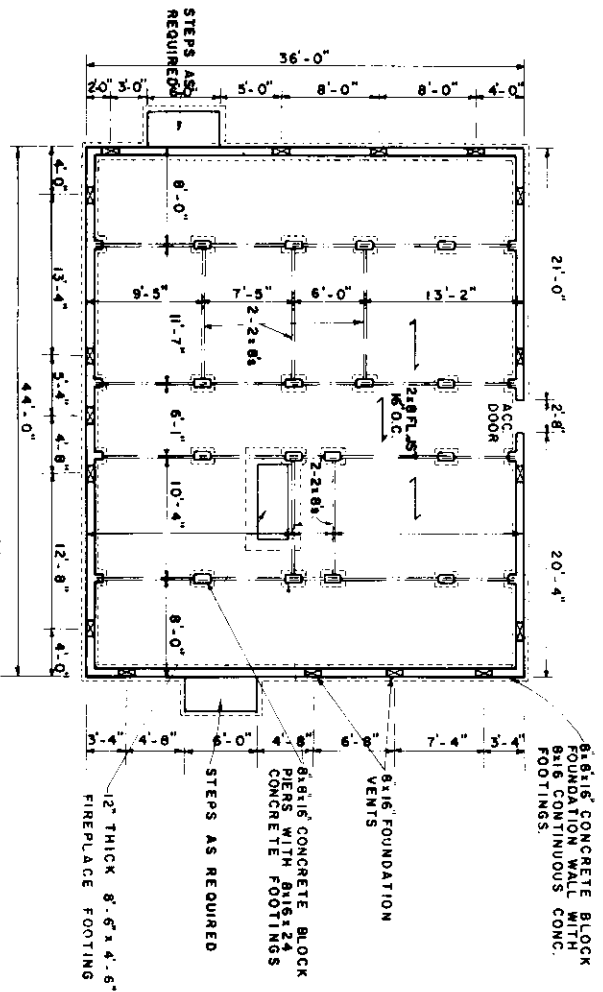 STEPS AS
REQUIRED
36'-0"
2'0"
3'-0"
5'-0"
8'-0"
8'-0"
4'-0"
4'-0"
13'-4"
5'-4"
4'-8"
12'-8"
4'-0"
44'-0"
8'-0"
11'-7"
6'-1"
10'-4"
8'-0"
9'-5"
7'-5"
6'-0"
13'-2"
2-2x8's
2x8 FL. JS
16" O.C.
ACC.
DOOR
2-2x8's
21'-0"
2'-8"
20'-4"
3'-4"
4'-8"
6'-0"
4'-8"
6'-8"
7'-4"
3'-4"
8"x8"x16" CONCRETE BLOCK
FOUNDATION WALL WITH
8x16 CONTINUOUS CONC.
FOOTINGS.
8"x16" FOUNDATION
VENTS
8"x8"x16" CONCRETE BLOCK
PIERS WITH 8x16x24
CONCRETE FOOTINGS
STEPS AS REQUIRED
12" THICK 8'-6" x 4'-6"
FIREPLACE FOOTING